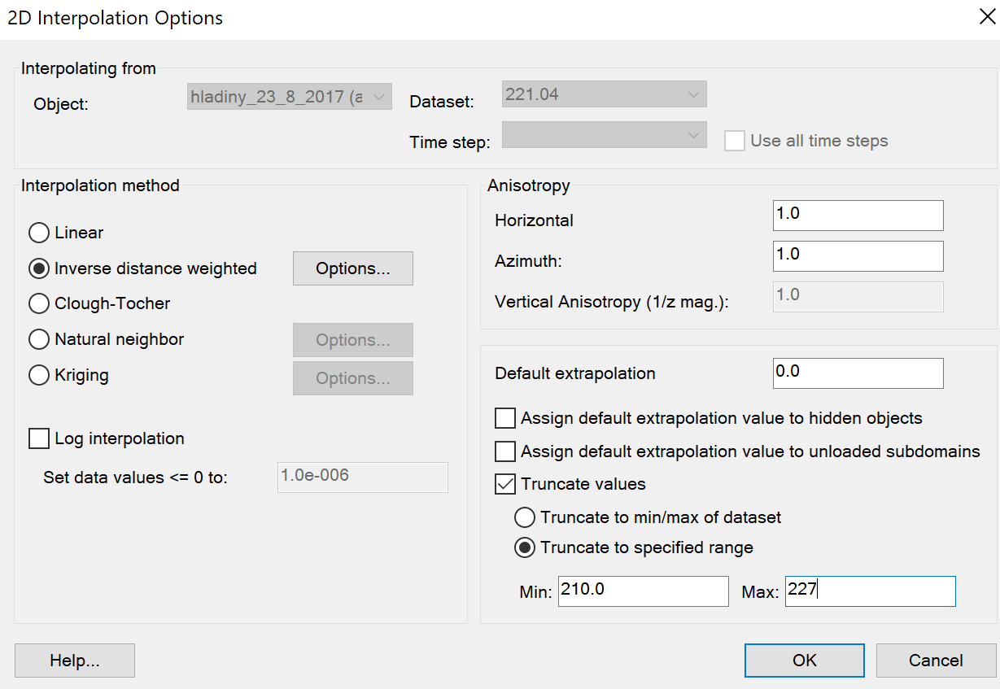 2D Interpolation Options
Interpolating from
Object:
hladiny_23_8_2017 (a
Dataset:
221.04
Time step:
Use all time steps
Interpolation method
Linear
Inverse distance weighted
Options...
Clough-Tocher
Natural neighbor
Options...
Kriging
Options...
Log interpolation
Set data values <= 0 to:
1.0e-006
Anisotropy
Horizontal
1.0
Azimuth:
1.0
Vertical Anisotropy (1/z mag.):
1.0
Default extrapolation
0.0
Assign default extrapolation value to hidden objects
Assign default extrapolation value to unloaded subdomains
Truncate values
Truncate to min/max of dataset
Truncate to specified range
Min:
210.0
Max:
227
Help...
OK
Cancel